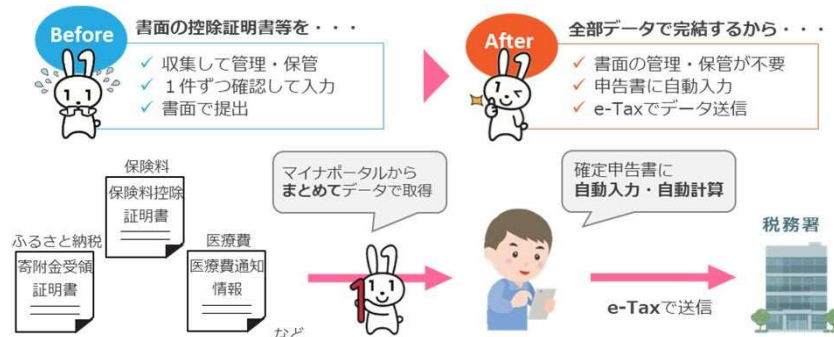 Before
書面の控除証明書等を・・・
✓ 収集して管理・保管
✓ １件ずつ確認して入力
✓ 書面で提出
After
全部データで完結するから・・・
✓ 書面の管理・保管が不要
✓ 申告書に自動入力
✓ e-Taxでデータ送信
保険料
保険料控除
証明書
ふるさと納税
寄附金受領
証明書
医療費
医療費通知
情報
など
マイナポータルから
まとめてデータで取得
1
確定申告書に
自動入力・自動計算
e-Taxで送信
税務署